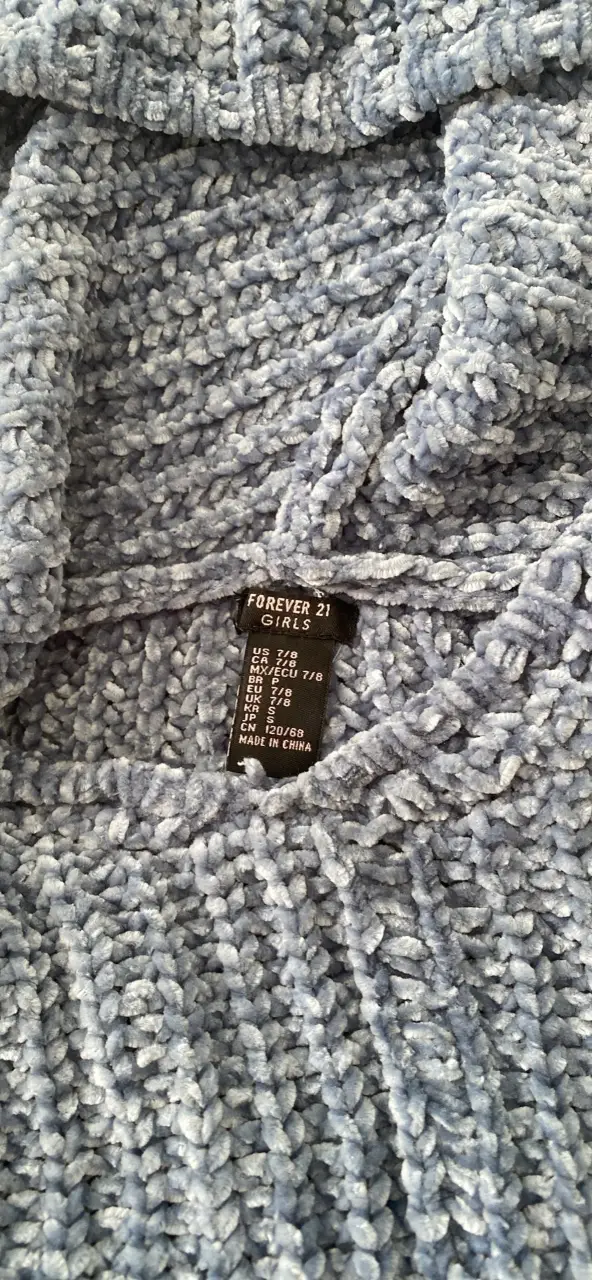 FOREVER 21
GIRLS
US 7/8
CA 7/8
MX/ECU 7/8
BR P
EU 7/8
UK 7/8
KR S
JP S
CN 120/68
MADE IN CHINA